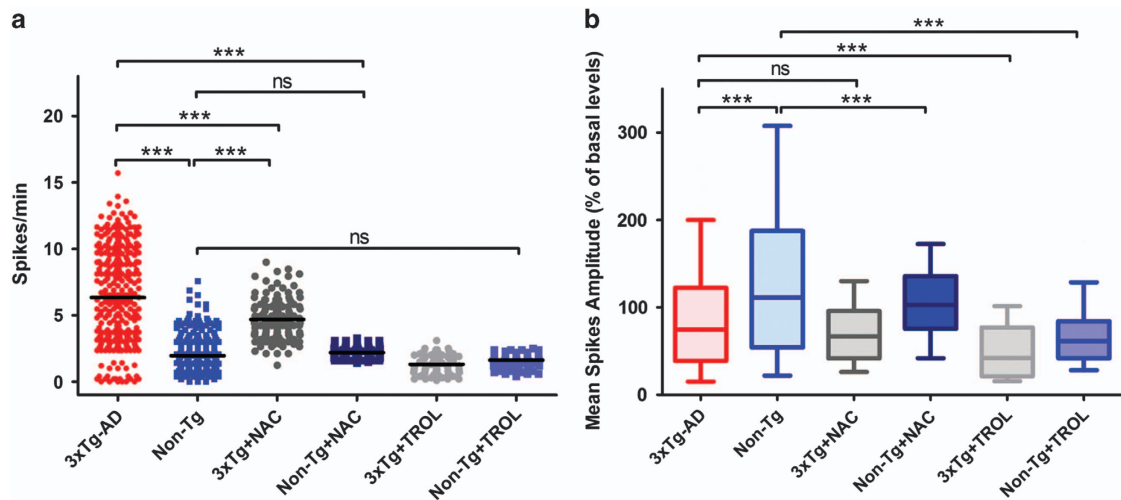 a
***
ns
***
***
***
ns
20
15
10
5
0
Spikes/min
3xTg-AD
Non-Tg
3xTg+NAC
Non-Tg+NAC
3xTg+TROL
Non-Tg+TROL
b
***
***
ns
***
***
300
200
100
0
Mean Spikes Amplitude (% of basal levels)
3xTg-AD
Non-Tg
3xTg+NAC
Non-Tg+NAC
3xTg+TROL
Non-Tg+TROL